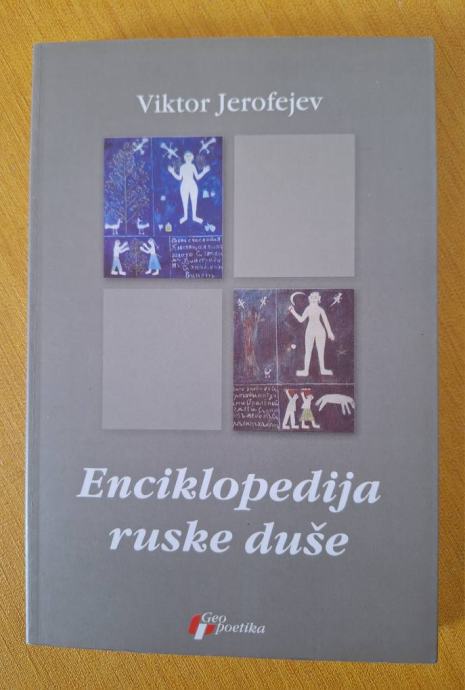 Viktor Jerofejev
Enciklopedija
ruske duše
Geo
poetika